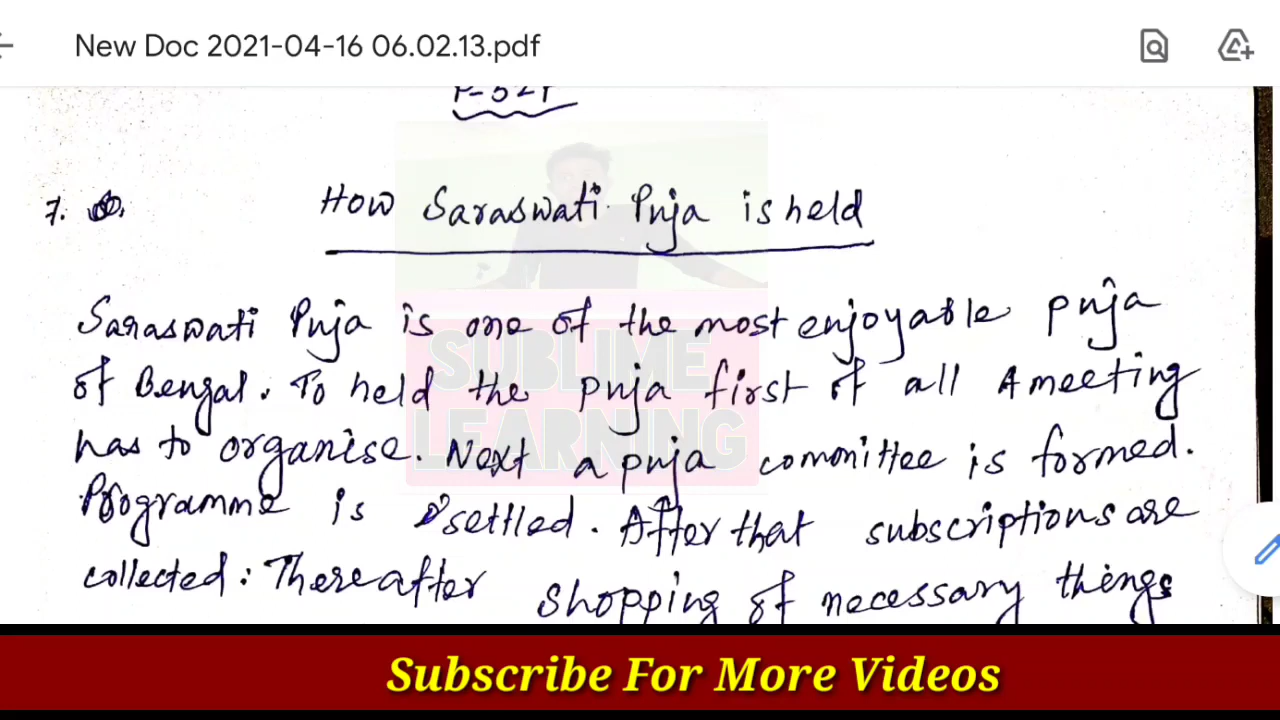 New Doc 2021-04-16 06.02.13.pdf
P-521
7.
How Saraswati Puja is held
Saraswati Puja is one of the most enjoyable puja
of Bengal. To held the puja first of all A meeting
has to organise. Next a puja committee is formed.
Programme is settled. After that subscriptions are
collected. Thereafter shopping of necessary things
SUBLIME
LEARNING
Subscribe For More Videos